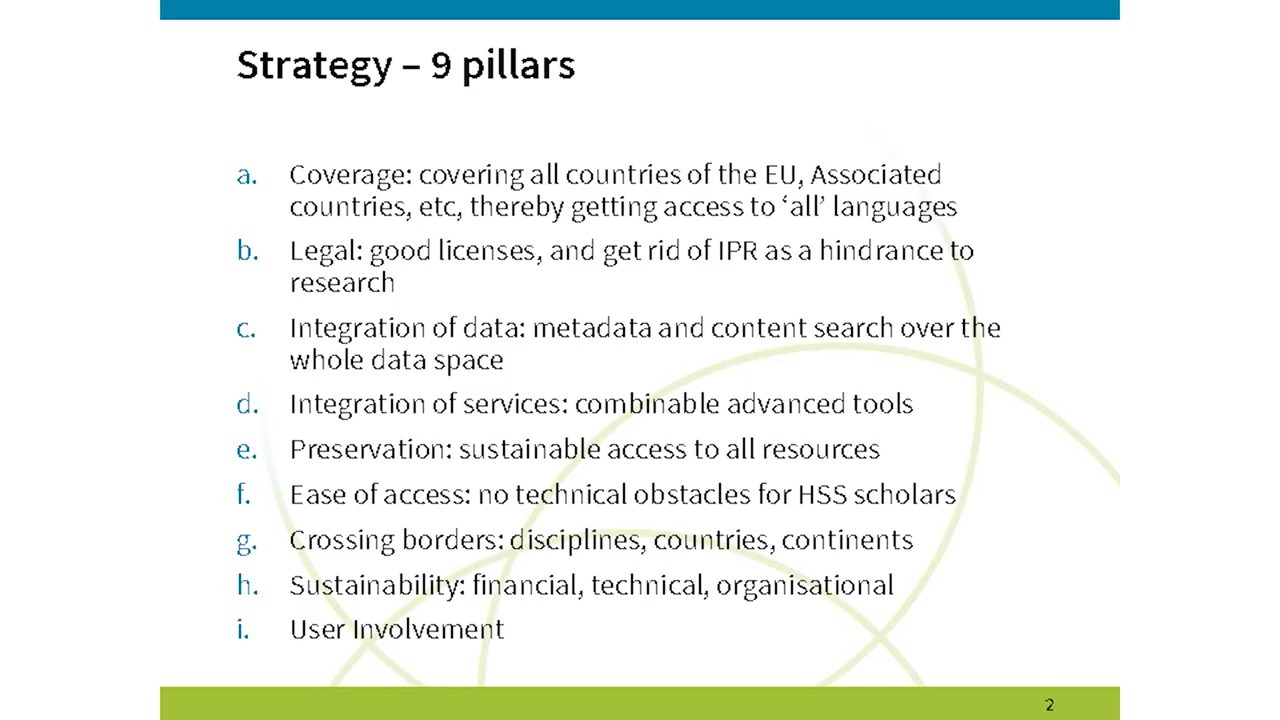 Strategy – 9 pillars
a. Coverage: covering all countries of the EU, Associated
countries, etc, thereby getting access to ‘all’ languages
b. Legal: good licenses, and get rid of IPR as a hindrance to
research
c. Integration of data: metadata and content search over the
whole data space
d. Integration of services: combinable advanced tools
e. Preservation: sustainable access to all resources
f. Ease of access: no technical obstacles for HSS scholars
g. Crossing borders: disciplines, countries, continents
h. Sustainability: financial, technical, organisational
i. User Involvement
2